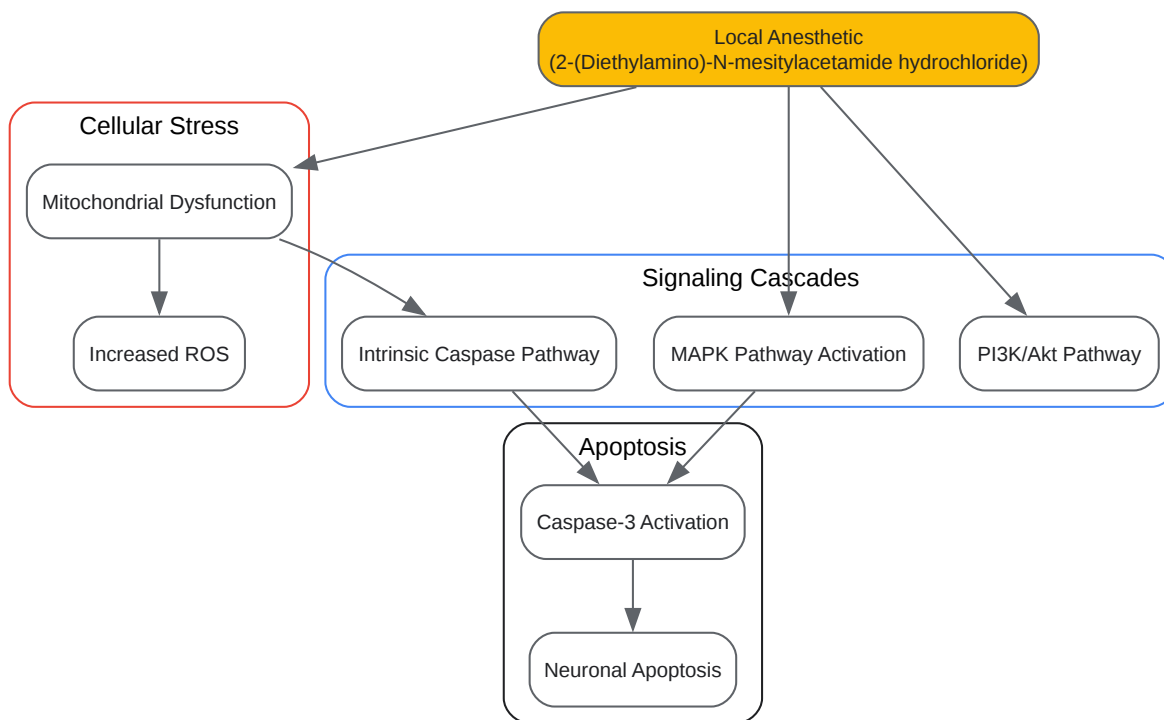 Local Anesthetic
(2-(Diethylamino)-N-mesitylacetamide hydrochloride)
Cellular Stress
Mitochondrial Dysfunction
Increased ROS
Signaling Cascades
Intrinsic Caspase Pathway
MAPK Pathway Activation
PI3K/Akt Pathway
Apoptosis
Caspase-3 Activation
Neuronal Apoptosis